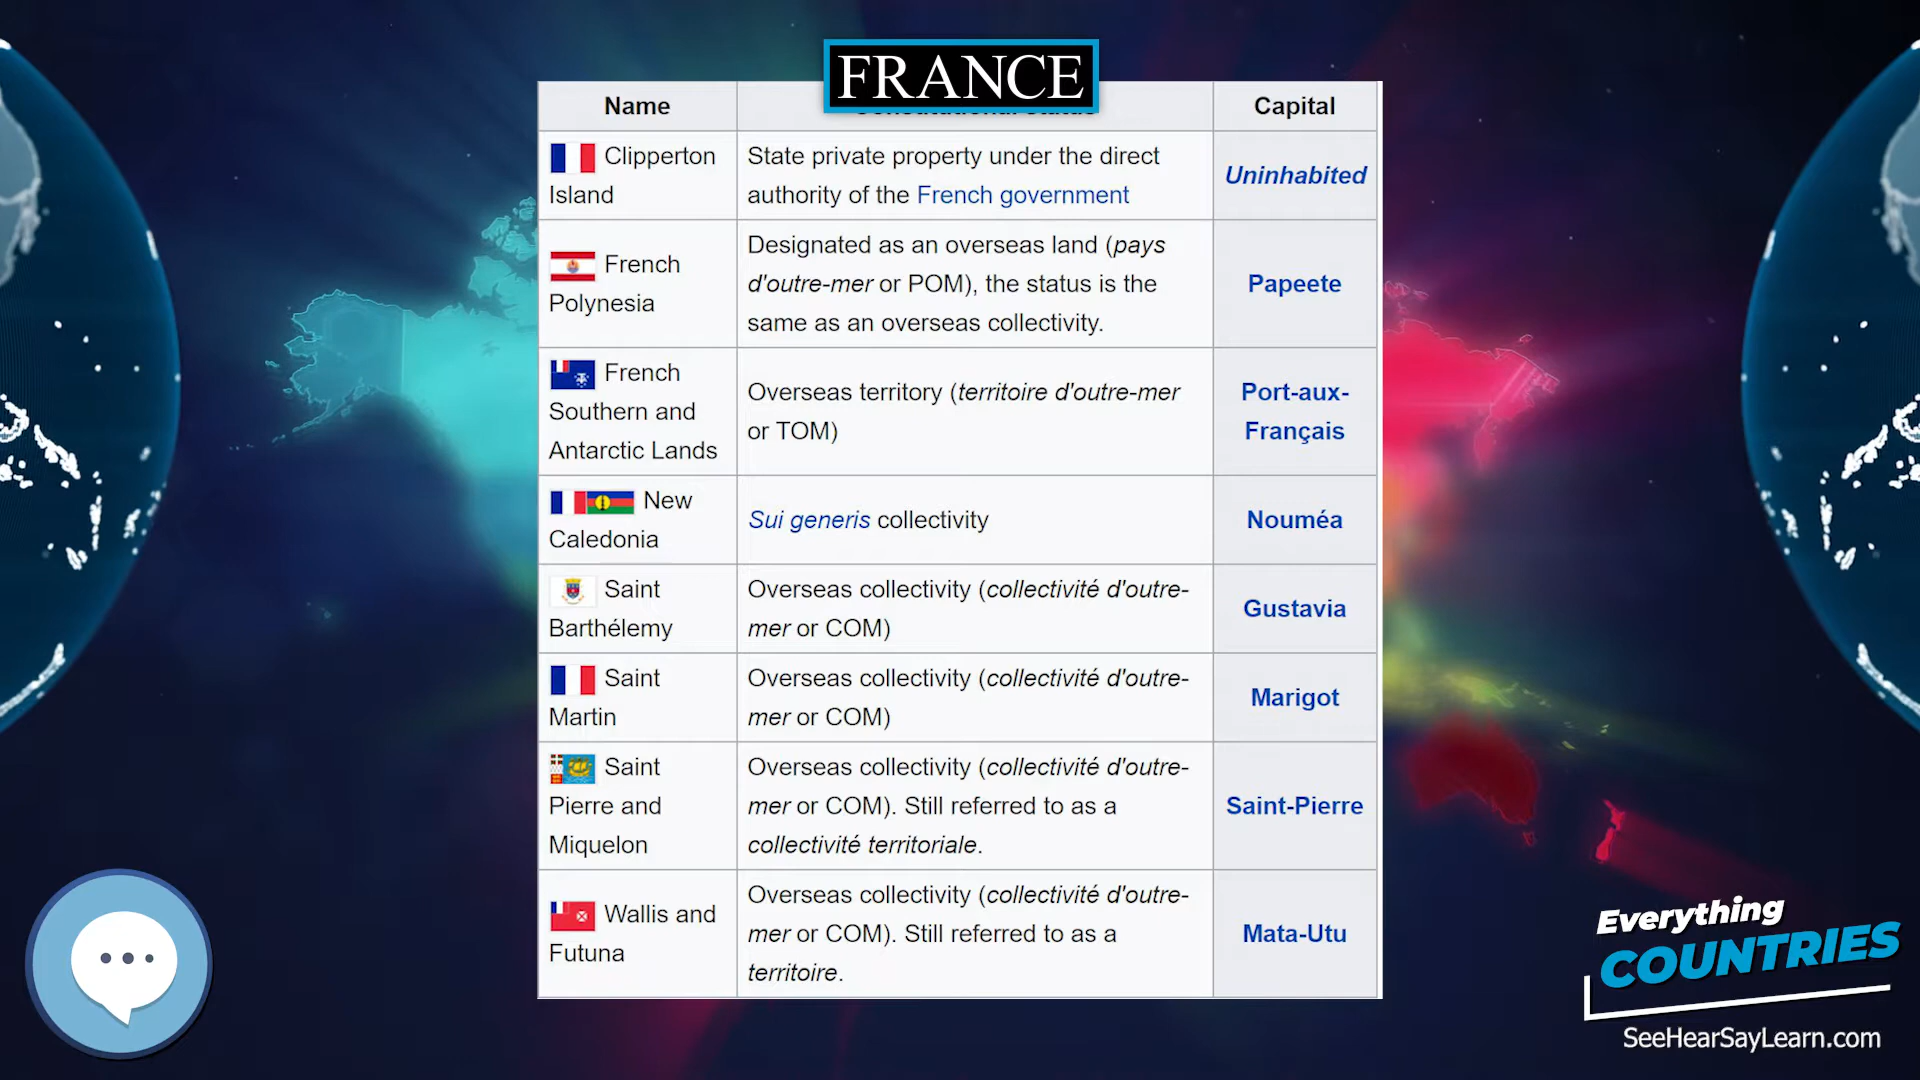 FRANCE
Name
Capital
Clipperton
Island
State private property under the direct
authority of the French government
Uninhabited
French
Polynesia
Designated as an overseas land (pays
d'outre-mer or POM), the status is the
same as an overseas collectivity.
Papeete
French
Southern and
Antarctic Lands
Overseas territory (territoire d'outre-mer
or TOM)
Port-aux-
Français
New
Caledonia
Sui generis collectivity
Nouméa
Saint
Barthélemy
Overseas collectivity (collectivité d'outre-
mer or COM)
Gustavia
Saint
Martin
Overseas collectivity (collectivité d'outre-
mer or COM)
Marigot
Saint
Pierre and
Miquelon
Overseas collectivity (collectivité d'outre-
mer or COM). Still referred to as a
collectivité territoriale.
Saint-Pierre
Wallis and
Futuna
Overseas collectivity (collectivité d'outre-
mer or COM). Still referred to as a
territoire.
Mata-Utu
Everything
COUNTRIES
SeeHearSayLearn.com